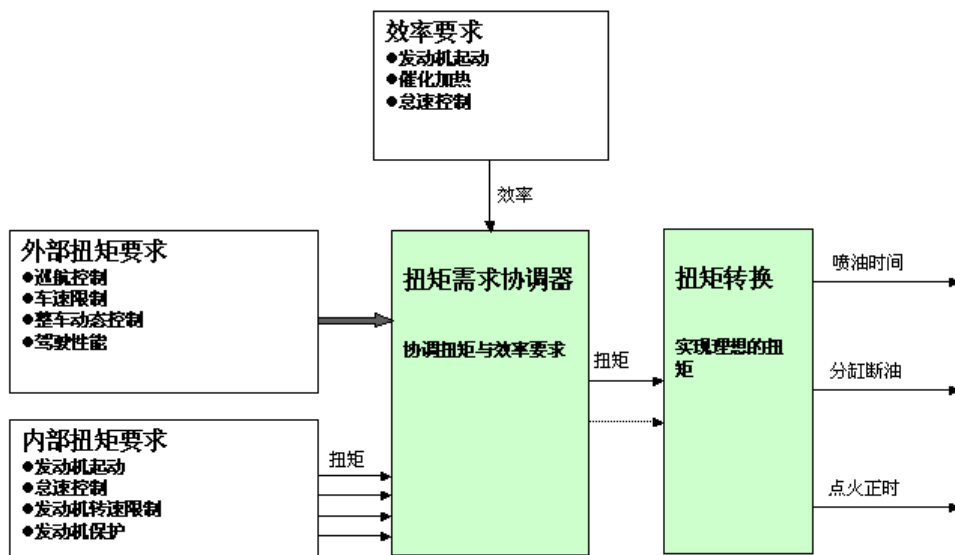 效率要求
●发动机起动
●催化加热
●怠速控制
效率
外部扭矩要求
●巡航控制
●车速限制
●整车动态控制
●驾驶性能
内部扭矩要求
●发动机起动
●怠速控制
●发动机转速限制
●发动机保护
扭矩
扭矩需求协调器
协调扭矩与效率要求
扭矩
扭矩转换
实现理想的扭
矩
喷油时间
分缸断油
点火正时